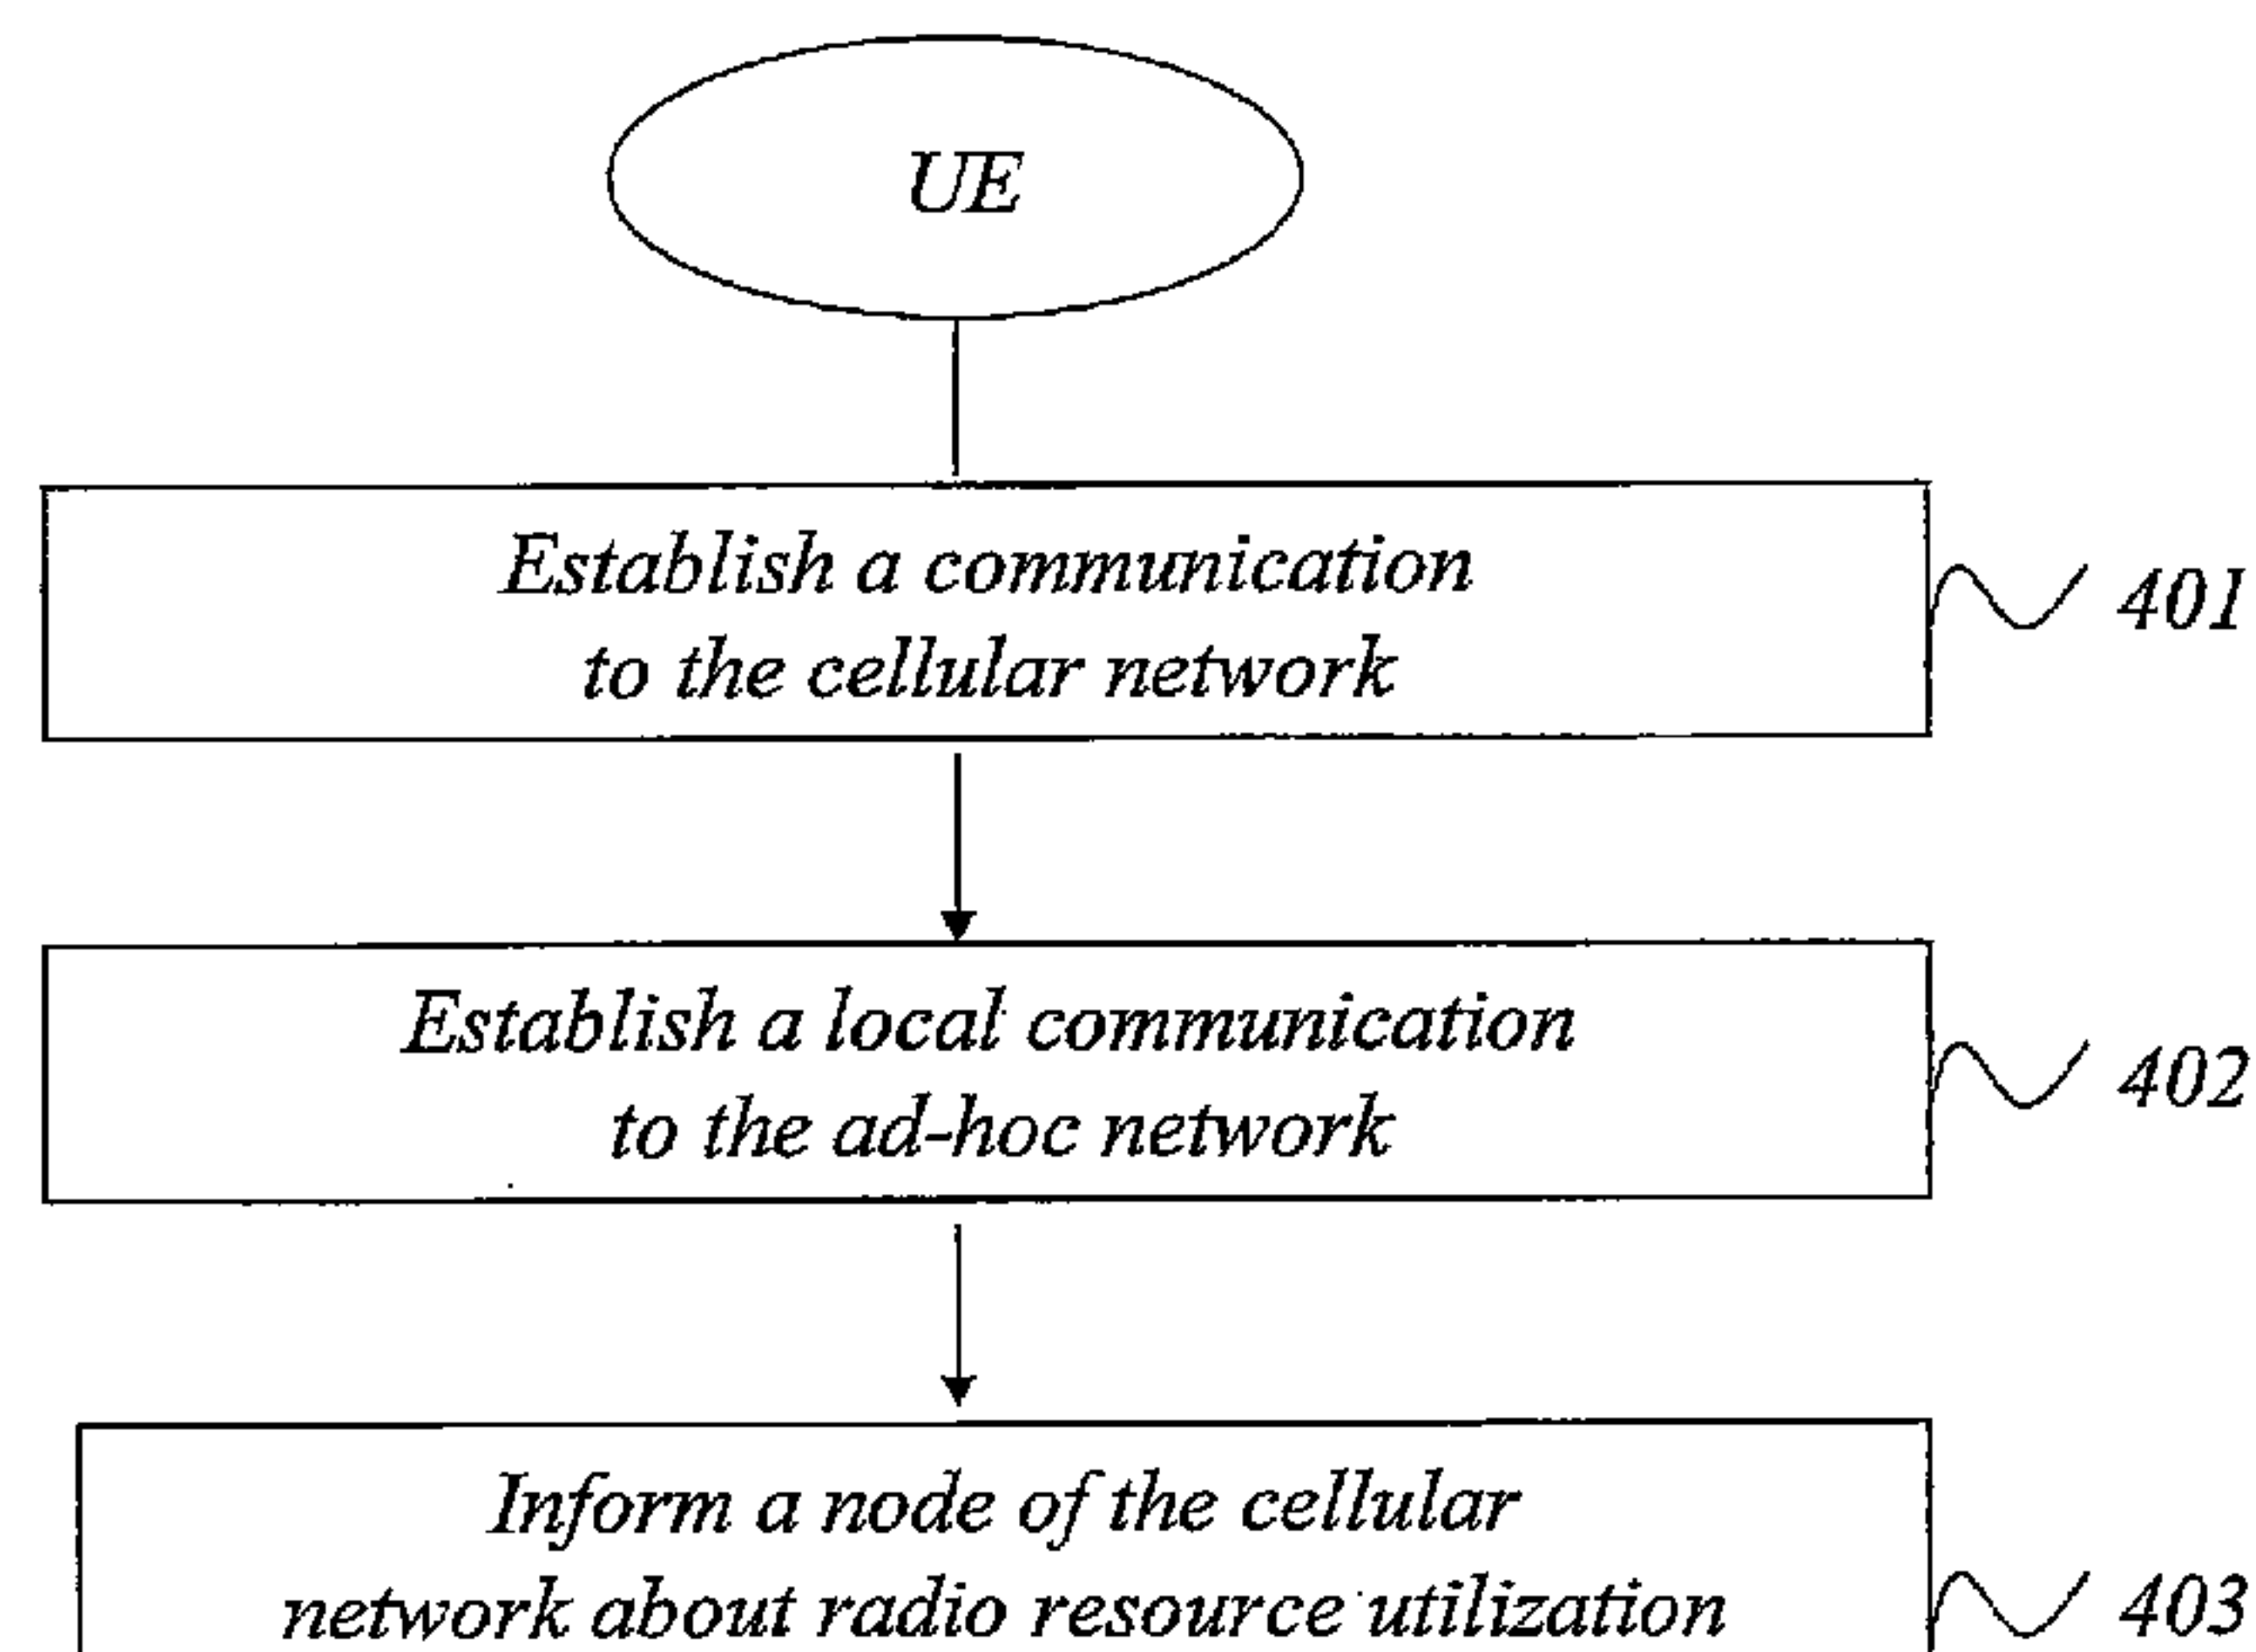 UE
Establish a communication
to the cellular network
401
Establish a local communication
to the ad-hoc network
402
Inform a node of the cellular
network about radio resource utilization
403